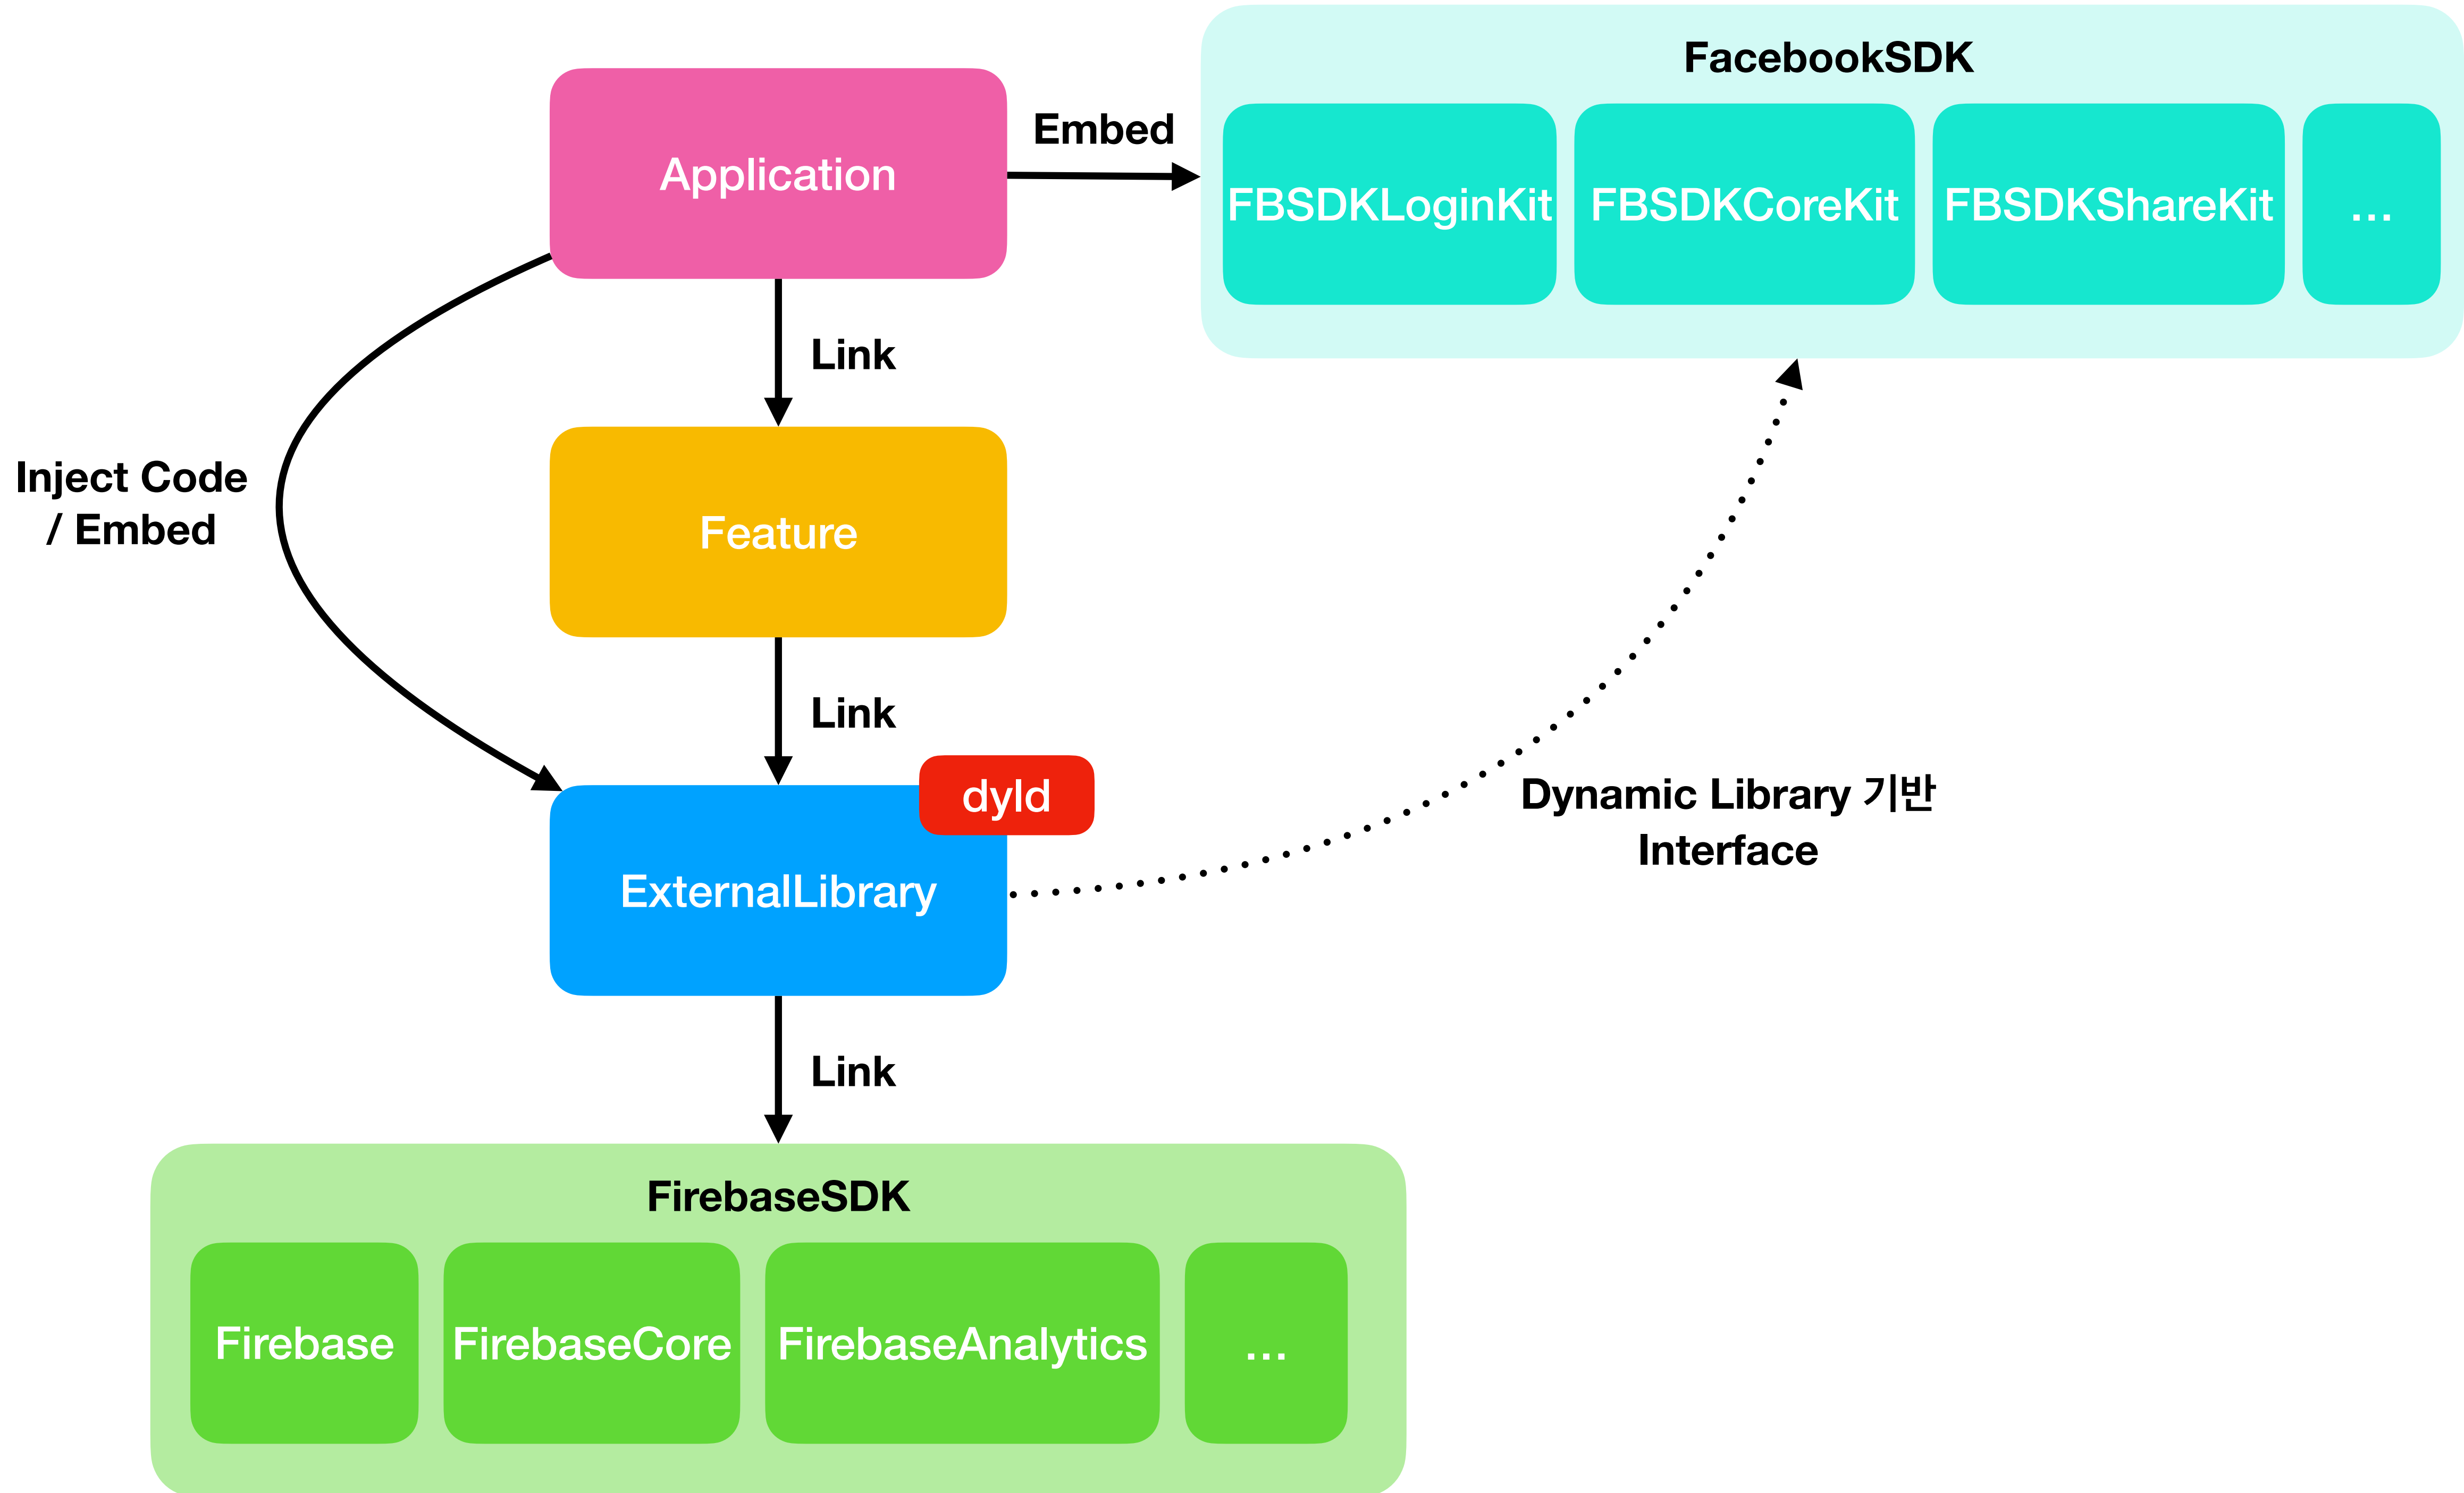 FacebookSDK
Application
Embed
FBSDKLoginKit
FBSDKCoreKit
FBSDKShareKit
...
Link
Inject Code
/ Embed
Feature
Link
dyld
ExternalLibrary
Dynamic Library 기반
Interface
Link
FirebaseSDK
Firebase
FirebaseCore
FirebaseAnalytics
...